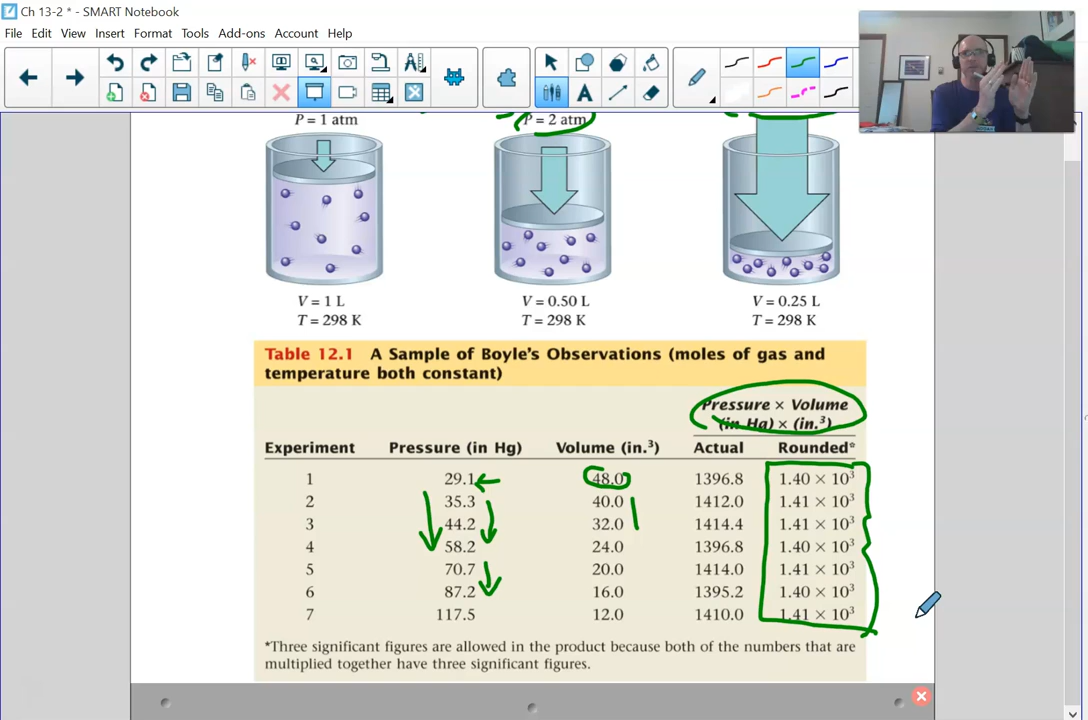 Ch 13-2 * - SMART Notebook
File Edit View Insert Format Tools Add-ons Account Help
P = 1 atm P = 2 atm
V = 1 L V = 0.50 L V = 0.25 L
T = 298 K T = 298 K T = 298 K
Table 12.1 A Sample of Boyle's Observations (moles of gas and
temperature both constant)
Pressure × Volume
(in Hg) × (in.³)
Experiment Pressure (in Hg) Volume (in.³) Actual Rounded*
1 29.1 48.0 1396.8 1.40 × 10³
2 35.3 40.0 1412.0 1.41 × 10³
3 44.2 32.0 1414.4 1.41 × 10³
4 58.2 24.0 1396.8 1.40 × 10³
5 70.7 20.0 1414.0 1.41 × 10³
6 87.2 16.0 1395.2 1.40 × 10³
7 117.5 12.0 1410.0 1.41 × 10³
*Three significant figures are allowed in the product because both of the numbers that are
multiplied together have three significant figures.